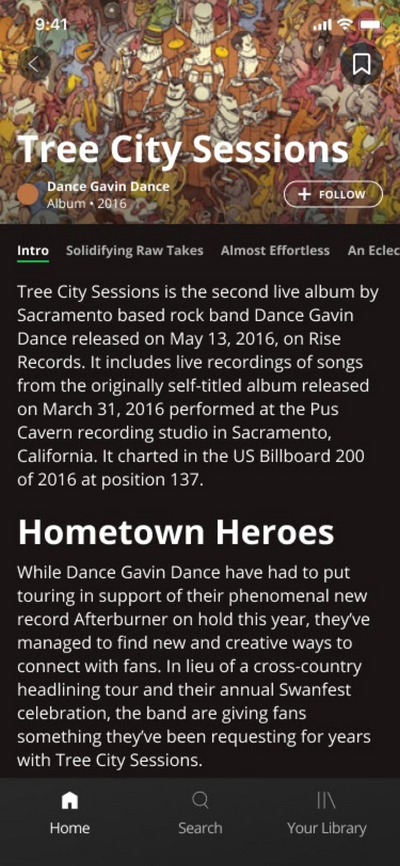 9:41
Tree City Sessions
Dance Gavin Dance
Album • 2016
+ FOLLOW
Intro Solidifying Raw Takes Almost Effortless An Eclec
Tree City Sessions is the second live album by
Sacramento based rock band Dance Gavin
Dance released on May 13, 2016, on Rise
Records. It includes live recordings of songs
from the originally self-titled album released
on March 31, 2016 performed at the Pus
Cavern recording studio in Sacramento,
California. It charted in the US Billboard 200
of 2016 at position 137.
Hometown Heroes
While Dance Gavin Dance have had to put
touring in support of their phenomenal new
record Afterburner on hold this year, they’ve
managed to find new and creative ways to
connect with fans. In lieu of a cross-country
headlining tour and their annual Swanfest
celebration, the band are giving fans
something they’ve been requesting for years
with Tree City Sessions.
Home Search Your Library